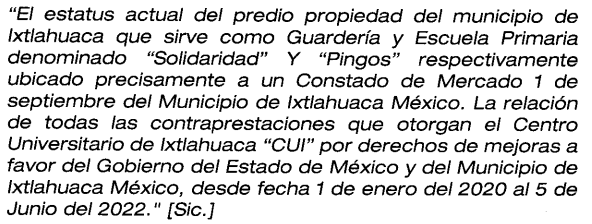 “El estatus actual del predio propiedad del municipio de
Ixtlahuaca que sirve como Guardería y Escuela Primaria
denominado “Solidaridad” Y “Pingos” respectivamente
ubicado precisamente a un Constado de Mercado 1 de
septiembre del Municipio de Ixtlahuaca México. La relación
de todas las contraprestaciones que otorgan el Centro
Universitario de Ixtlahuaca “CUI” por derechos de mejoras a
favor del Gobierno del Estado de México y del Municipio de
Ixtlahuaca México, desde fecha 1 de enero del 2020 al 5 de
Junio del 2022." [Sic.]